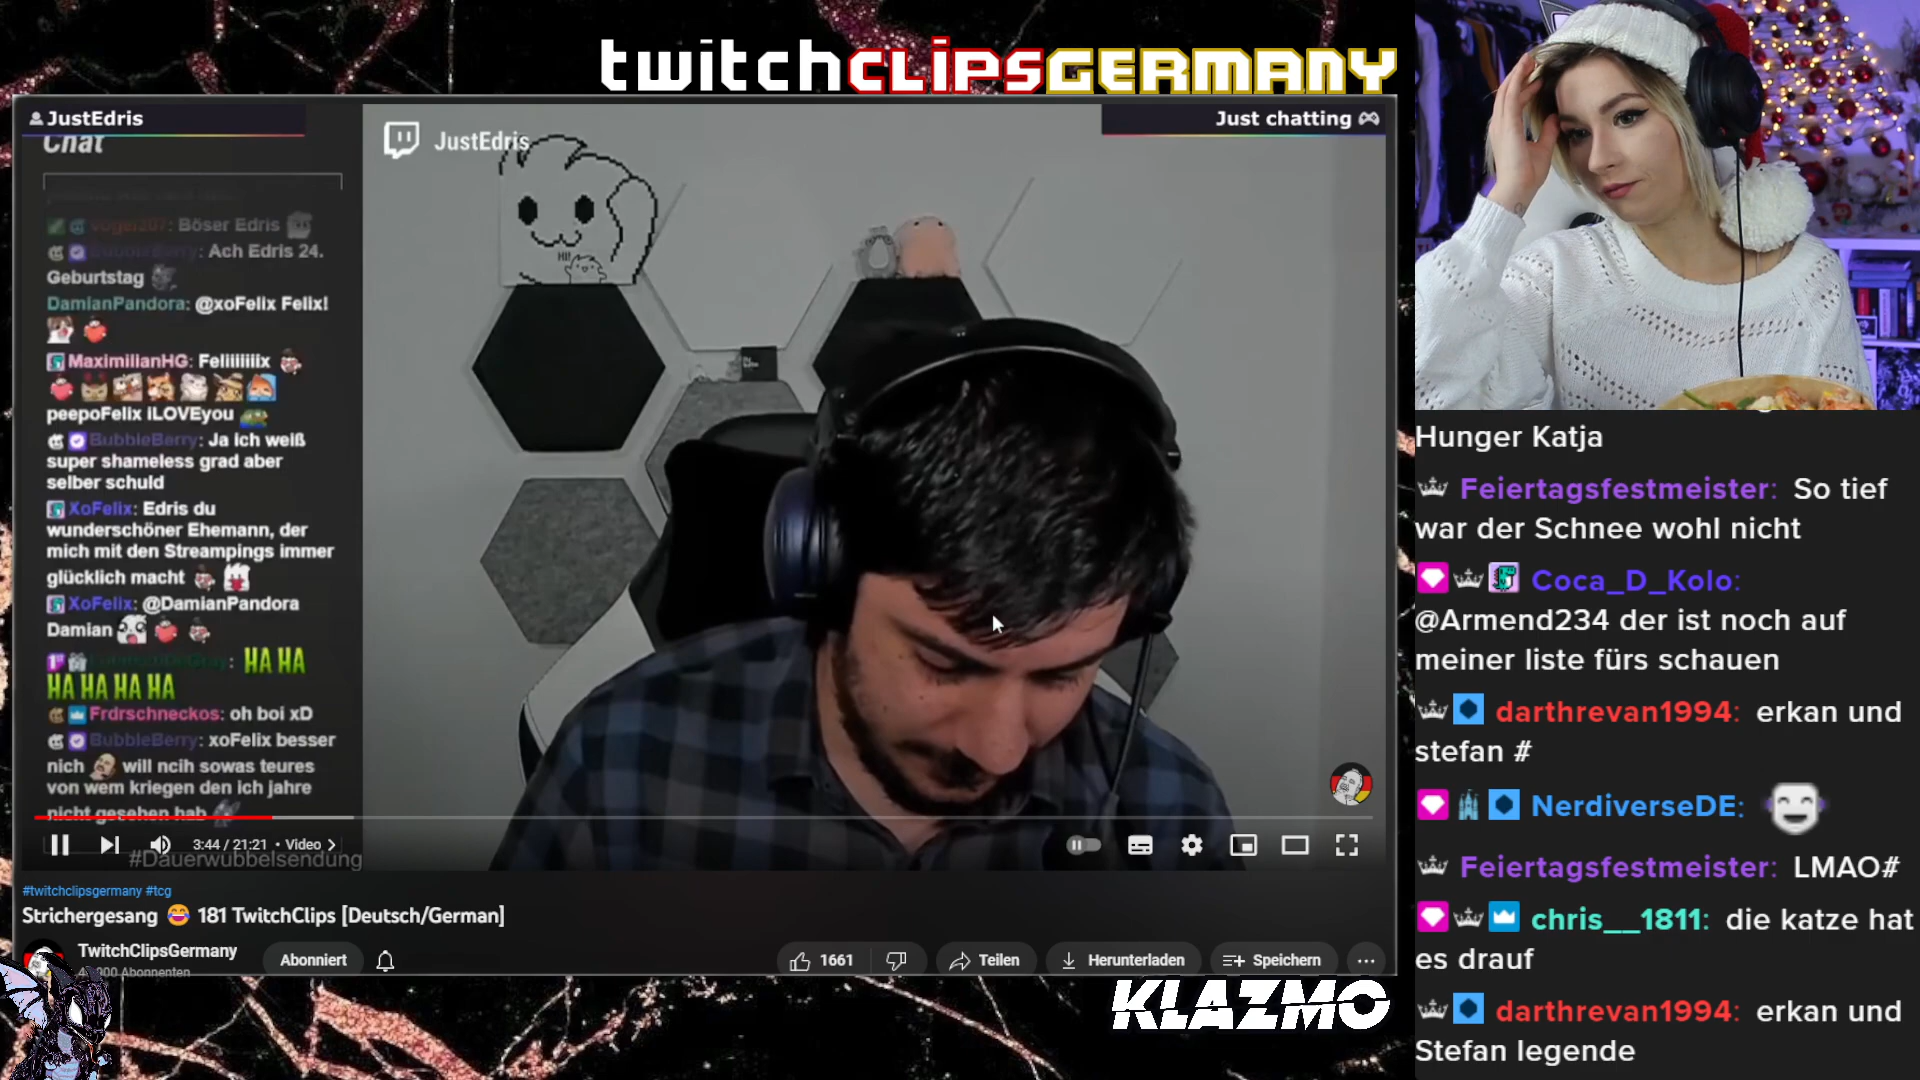 twitchclipsGERMANY
JustEdris
Chat
JustEdris
Just chatting
HI!
Böser Edris
Ach Edris 24.
Geburtstag
DamianPandora: @xoFelix Felix!
MaximilianHG: Feliiiiiiix
peepoFelix iLOVEyou
BubbleBerry: Ja ich weiß
super shameless grad aber
selber schuld
XoFelix: Edris du
wunderschöner Ehemann, der
mich mit den Streampings immer
glücklich macht
XoFelix: @DamianPandora
Damian
HA HA
HA HA HA HA
Frdrschneckos: oh boi xD
BubbleBerry: xoFelix besser
nich will ncih sowas teures
von wem kriegen den ich jahre
nicht gesehen hab
3:44 / 21:21 • Video
#Dauerwubbelsendung
#twitchclipsgermany #tcg
Strichergesang 😂 181 TwitchClips [Deutsch/German]
TwitchClipsGermany
Abonnenten
Abonniert
1661
Teilen
Herunterladen
Speichern
KLAZMO
Hunger Katja
Feiertagsfestmeister: So tief
war der Schnee wohl nicht
Coca_D_Kolo:
@Armend234 der ist noch auf
meiner liste fürs schauen
darthrevan1994: erkan und
stefan #
NerdiverseDE:
Feiertagsfestmeister: LMAO#
chris__1811: die katze hat
es drauf
darthrevan1994: erkan und
Stefan legende